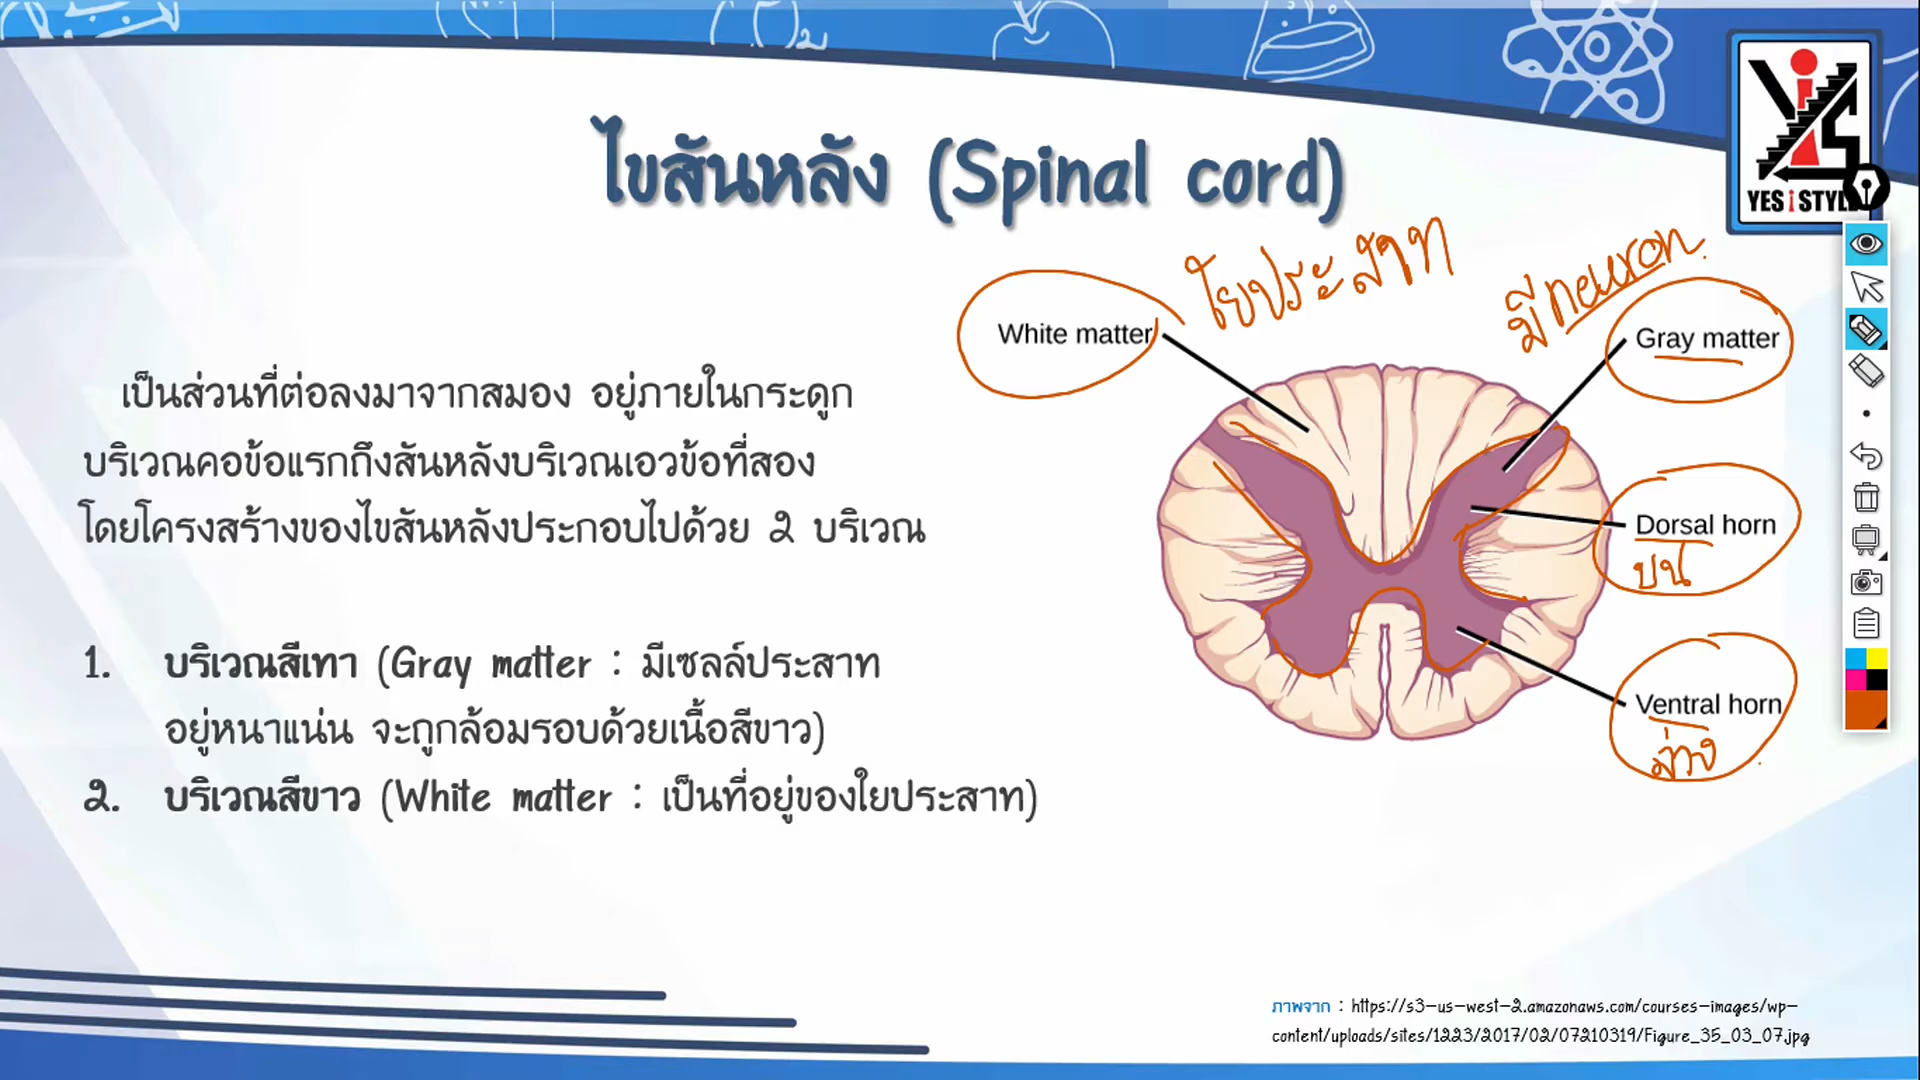 ไขสันหลัง (Spinal cord)
YES i STYLE
ใยประสาท
มี neuron
White matter
Gray matter
เป็นส่วนที่ต่อลงมาจากสมอง อยู่ภายในกระดูก
บริเวณคอข้อแรกถึงสันหลังบริเวณเอวข้อที่สอง
โดยโครงสร้างของไขสันหลังประกอบไปด้วย 2 บริเวณ
Dorsal horn
บน
1. บริเวณสีเทา (Gray matter : มีเซลล์ประสาท
อยู่หนาแน่น จะถูกล้อมรอบด้วยเนื้อสีขาว)
2. บริเวณสีขาว (White matter : เป็นที่อยู่ของใยประสาท)
Ventral horn
ล่าง
ภาพจาก : https://s3-us-west-2.amazonaws.com/courses-images/wp-
content/uploads/sites/1223/2017/02/07210319/Figure_35_03_07.jpg